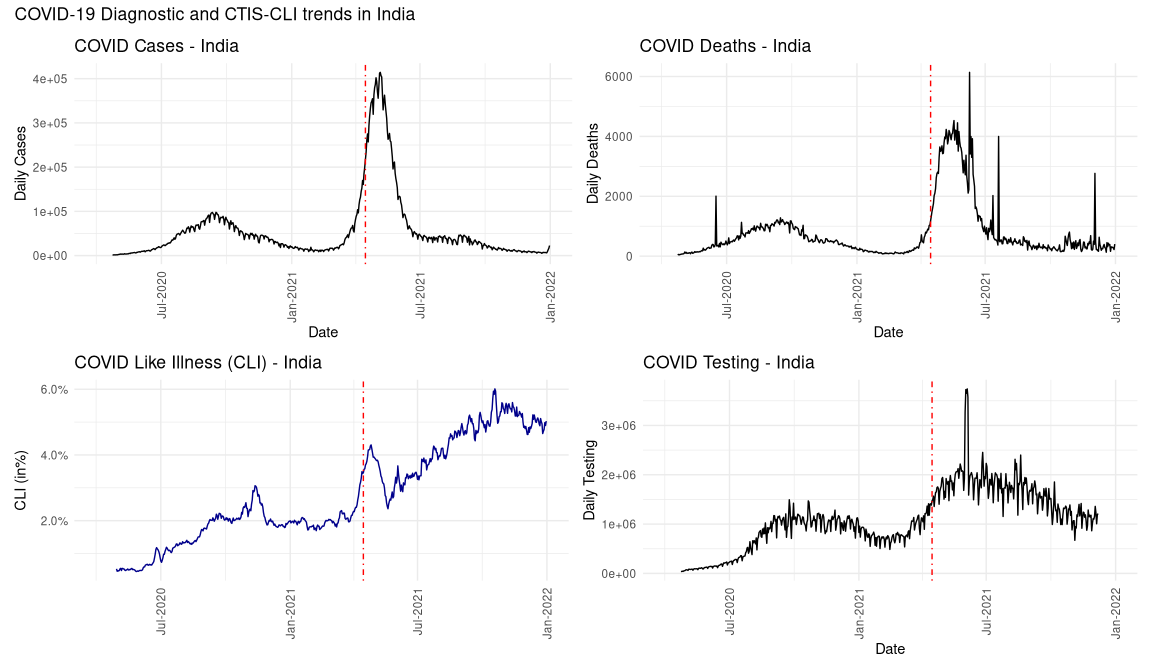 COVID-19 Diagnostic and CTIS-CLI trends in India
COVID Cases - India
Daily Cases
4e+05
3e+05
2e+05
1e+05
0e+00
Jul-2020
Jan-2021
Jul-2021
Jan-2022
Date
COVID Deaths - India
Daily Deaths
6000
4000
2000
0
Jul-2020
Jan-2021
Jul-2021
Jan-2022
Date
COVID Like Illness (CLI) - India
CLI (in%)
6.0%
4.0%
2.0%
Jul-2020
Jan-2021
Jul-2021
Jan-2022
COVID Testing - India
Daily Testing
3e+06
2e+06
1e+06
0e+00
Jul-2020
Jan-2021
Jul-2021
Jan-2022
Date